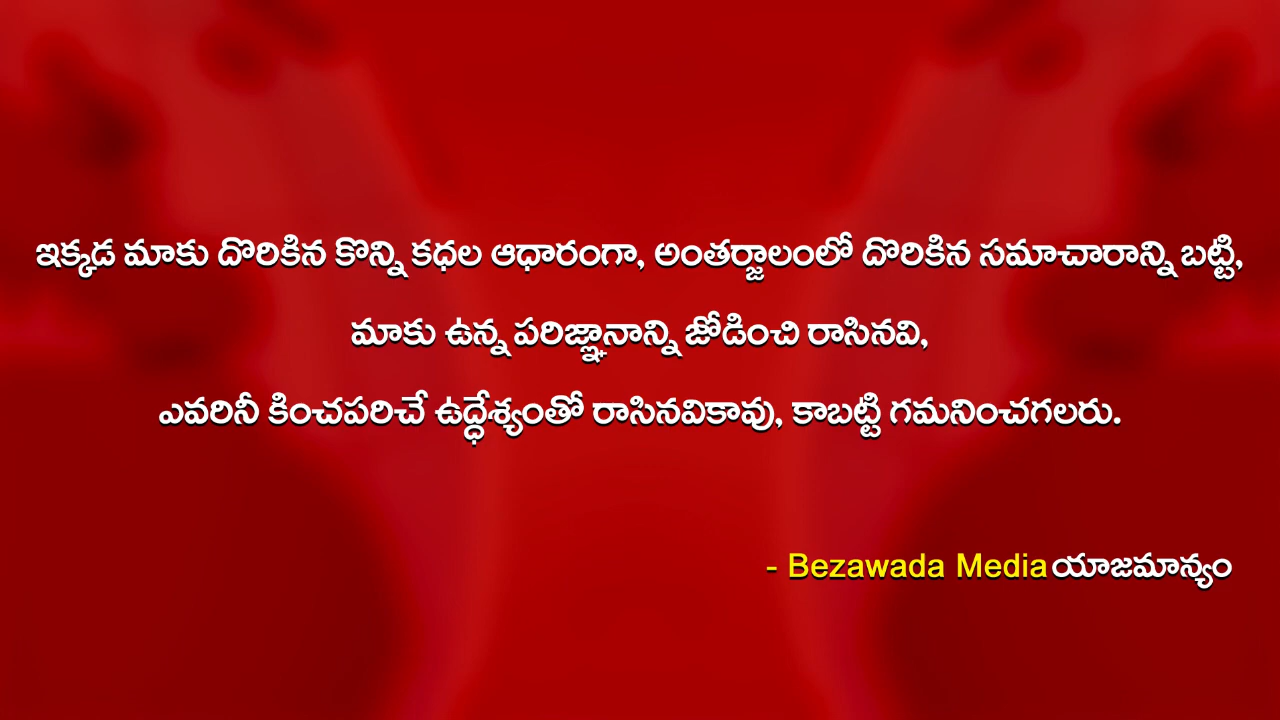 ఇక్కడ మాకు దొరికిన కొన్ని కధల ఆధారంగా, అంతర్జాలంలో దొరికిన సమాచారాన్ని బట్టి,
మాకు ఉన్న పరిజ్ఞానాన్ని జోడించి రాసినవి,
ఎవరినీ కించపరిచే ఉద్ధేశ్యంతో రాసినవికావు, కాబట్టి గమనించగలరు.
- Bezawada Media యాజమాన్యం